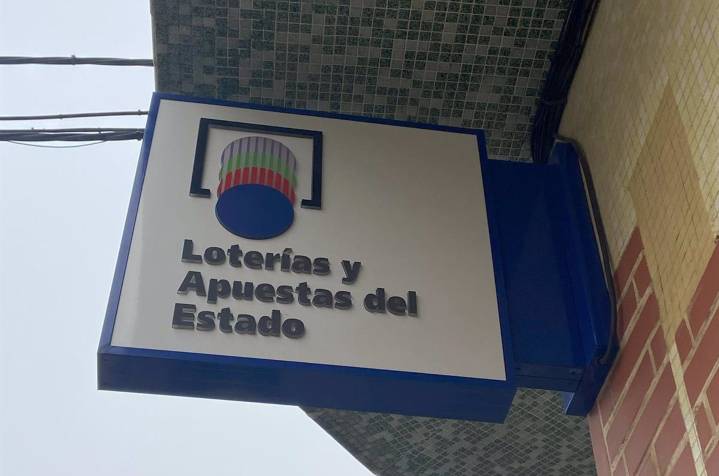 Loterías y
Apuestas del
Estado